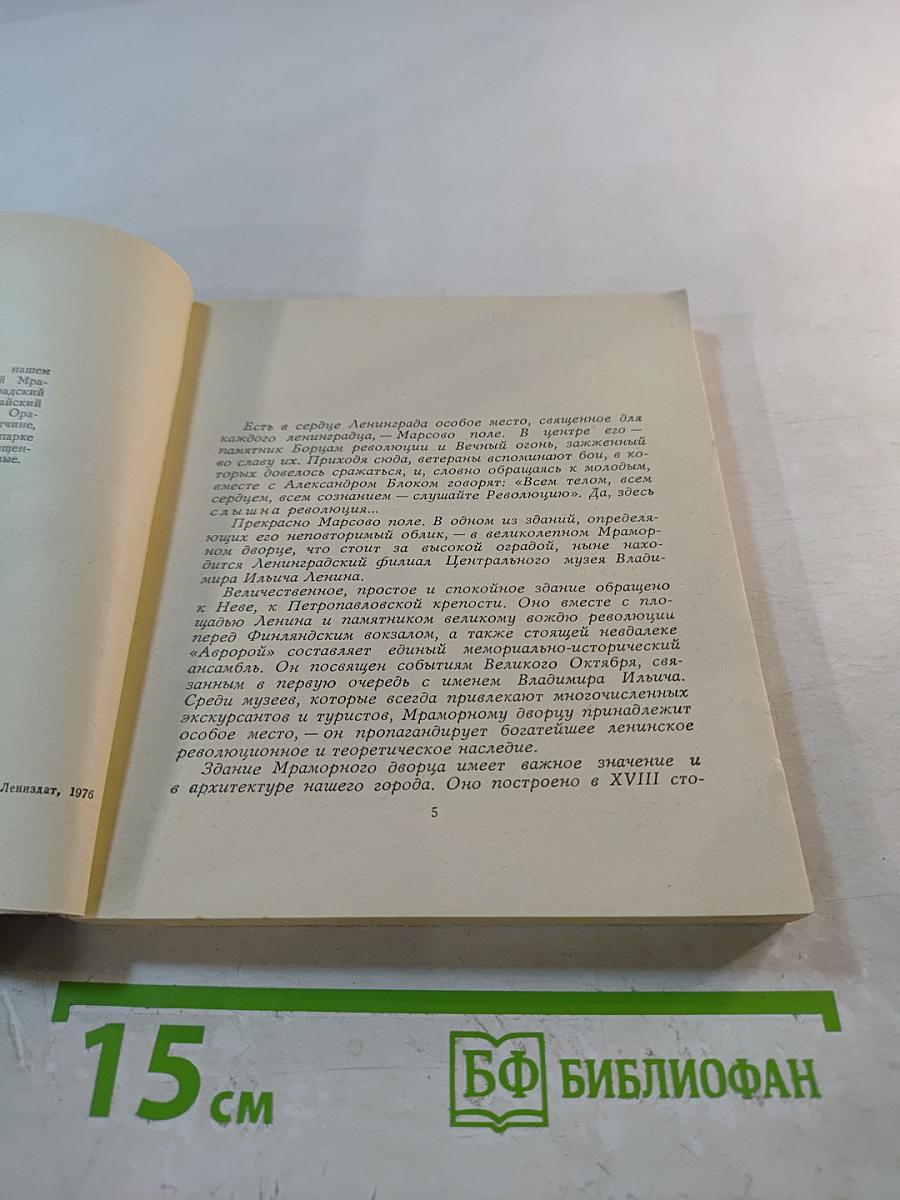 нашем
й Мра-
радский
айский
Ора-
тчине,
парке
щен-
вые.
Лениздат, 1976
Есть в сердце Ленинграда особое место, священное для
каждого ленинградца, — Марсово поле. В центре его —
памятник Борцам революции и Вечный огонь, зажженный
во славу их. Приходя сюда, ветераны вспоминают бои, в ко-
торых довелось сражаться, и, словно обращаясь к молодым,
вместе с Александром Блоком говорят: «Всем телом, всем
сердцем, всем сознанием — слушайте Революцию». Да, здесь
слышна революция...
Прекрасно Марсово поле. В одном из зданий, определя-
ющих его неповторимый облик, — в великолепном Мрамор-
ном дворце, что стоит за высокой оградой, ныне нахо-
дится Ленинградский филиал Центрального музея Влади-
мира Ильича Ленина.
Величественное, простое и спокойное здание обращено
к Неве, к Петропавловской крепости. Оно вместе с пло-
щадью Ленина и памятником великому вождю революции
перед Финляндским вокзалом, а также стоящей невдалеке
«Авророй» составляет единый мемориально-исторический
ансамбль. Он посвящен событиям Великого Октября, свя-
занным в первую очередь с именем Владимира Ильича.
Среди музеев, которые всегда привлекают многочисленных
экскурсантов и туристов, Мраморному дворцу принадлежит
особое место, — он пропагандирует богатейшее ленинское
революционное и теоретическое наследие.
Здание Мраморного дворца имеет важное значение и
в архитектуре нашего города. Оно построено в XVIII сто-
5
15 см
БФ БИБЛИОФАН